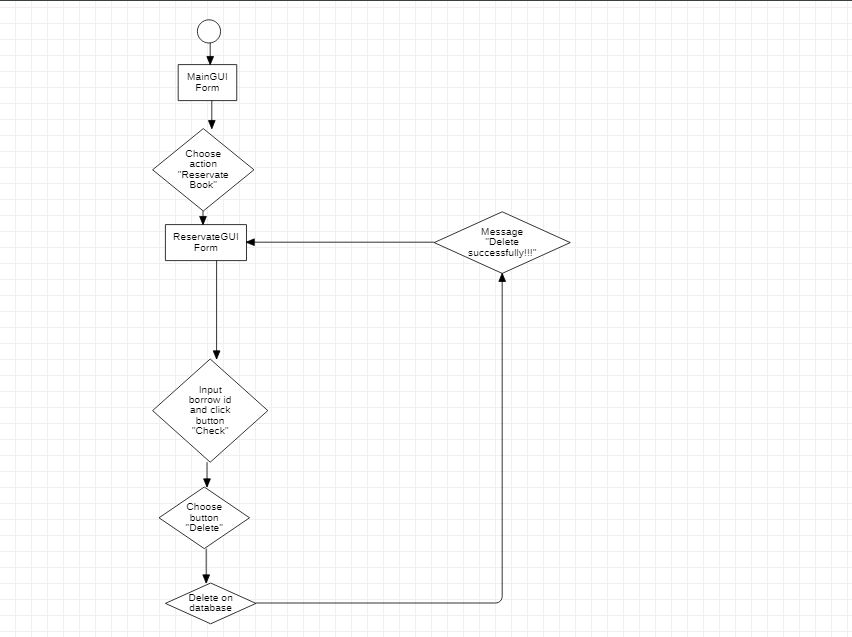 MainGUI
Form
Choose
action
"Reservate
Book"
ReservateGUI
Form
Message
"Delete
successfully!!!"
Input
borrow id
and click
button
"Check"
Choose
button
"Delete"
Delete on
database